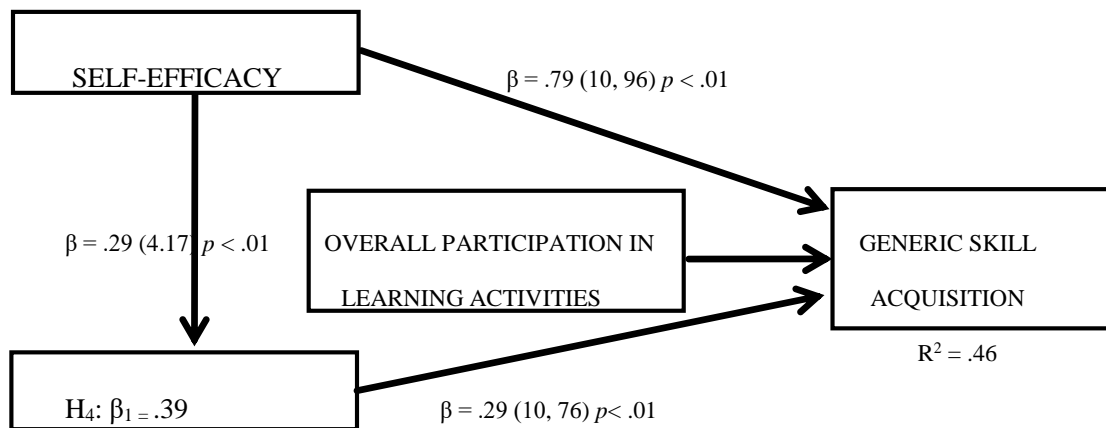 SELF-EFFICACY
β = .79 (10, 96) p < .01
β = .29 (4.17) p < .01
OVERALL PARTICIPATION IN
LEARNING ACTIVITIES
GENERIC SKILL
ACQUISITION
R² = .46
H₄: β₁ = .39
β = .29 (10, 76) p< .01